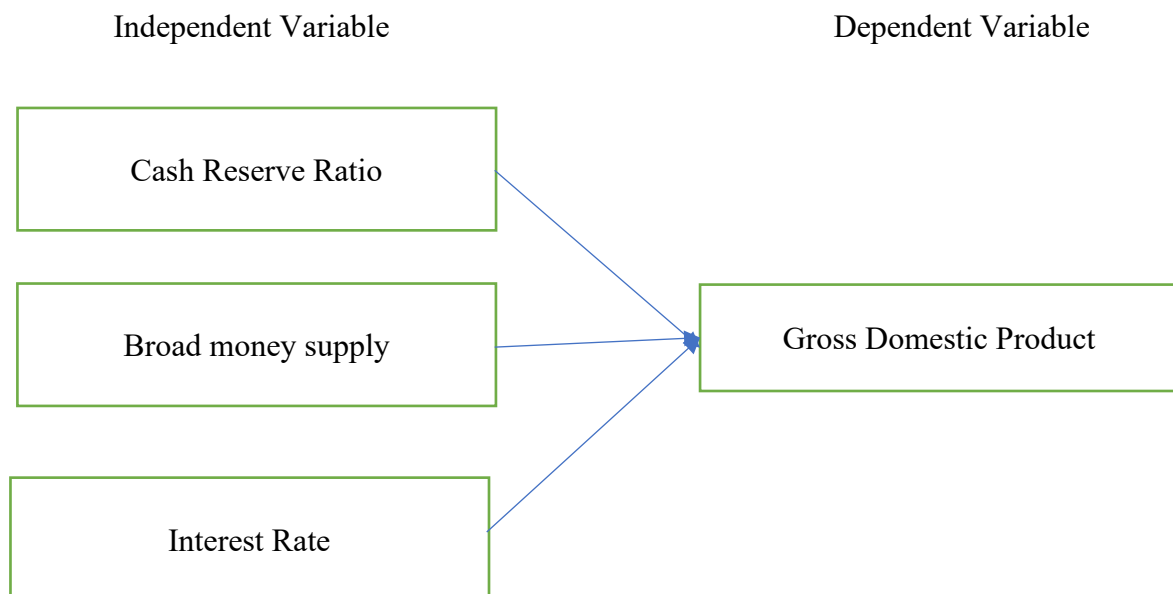 Independent Variable
Dependent Variable
Cash Reserve Ratio
Broad money supply
Gross Domestic Product
Interest Rate